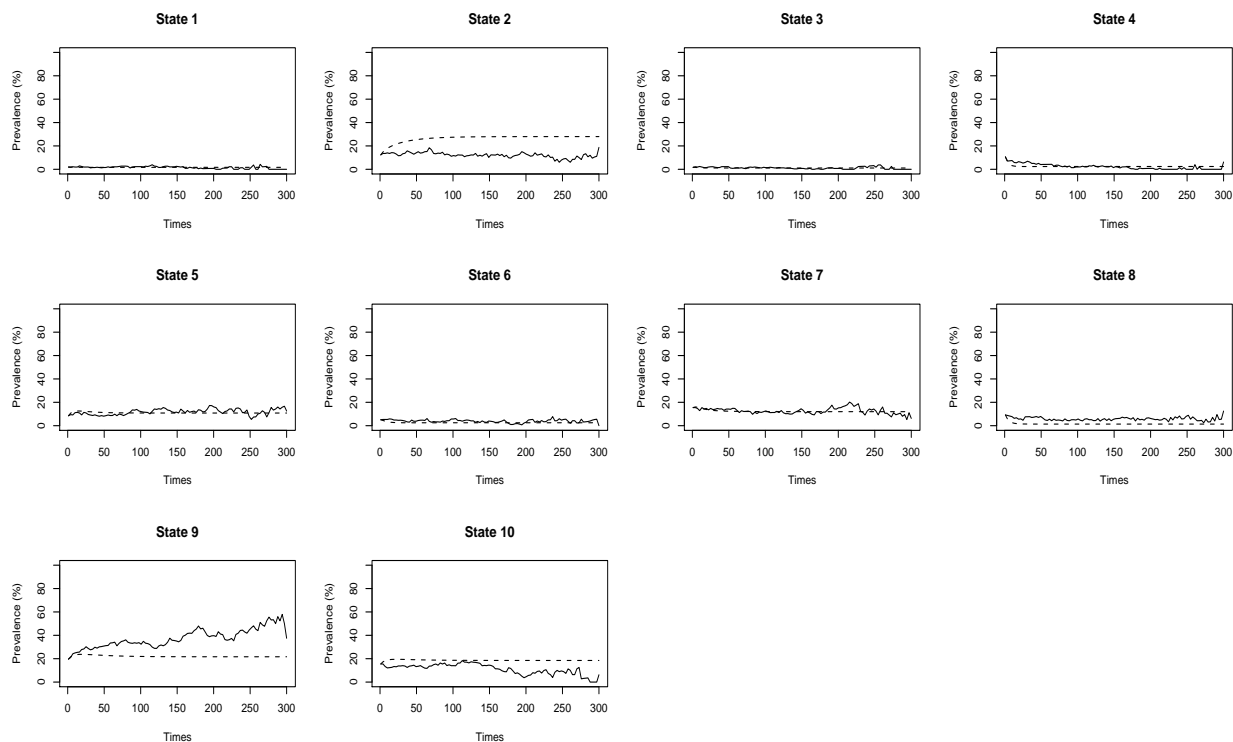 State 1
Prevalence (%)
0 20 40 60 80
0 50 100 150 200 250 300
Times
State 2
Prevalence (%)
0 20 40 60 80
0 50 100 150 200 250 300
Times
State 3
Prevalence (%)
0 20 40 60 80
0 50 100 150 200 250 300
Times
State 4
Prevalence (%)
0 20 40 60 80
0 50 100 150 200 250 300
Times
State 5
Prevalence (%)
0 20 40 60 80
0 50 100 150 200 250 300
Times
State 6
Prevalence (%)
0 20 40 60 80
0 50 100 150 200 250 300
Times
State 7
Prevalence (%)
0 20 40 60 80
0 50 100 150 200 250 300
Times
State 8
Prevalence (%)
0 20 40 60 80
0 50 100 150 200 250 300
Times
State 9
Prevalence (%)
0 20 40 60 80
0 50 100 150 200 250 300
Times
State 10
Prevalence (%)
0 20 40 60 80
0 50 100 150 200 250 300
Times